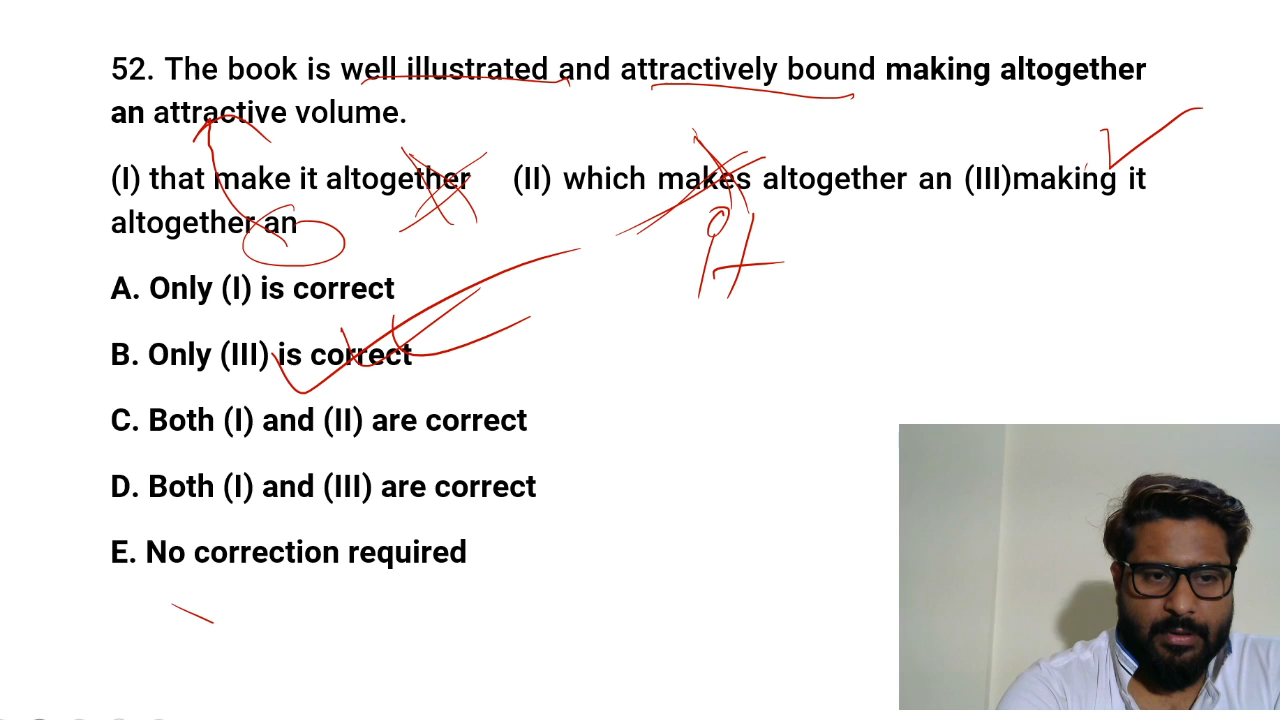 52. The book is well illustrated and attractively bound making altogether
an attractive volume.
(I) that make it altogether (II) which makes altogether an (III)making it
altogether an
it
A. Only (I) is correct
B. Only (III) is correct
C. Both (I) and (II) are correct
D. Both (I) and (III) are correct
E. No correction required